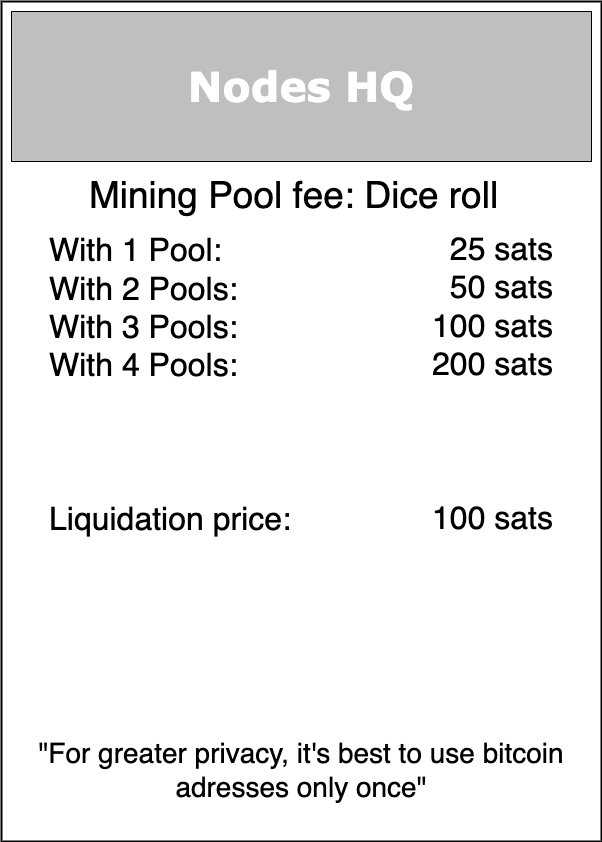 Nodes HQ
Mining Pool fee: Dice roll
With 1 Pool: 25 sats
With 2 Pools: 50 sats
With 3 Pools: 100 sats
With 4 Pools: 200 sats
Liquidation price: 100 sats
"For greater privacy, it's best to use bitcoin
adresses only once"